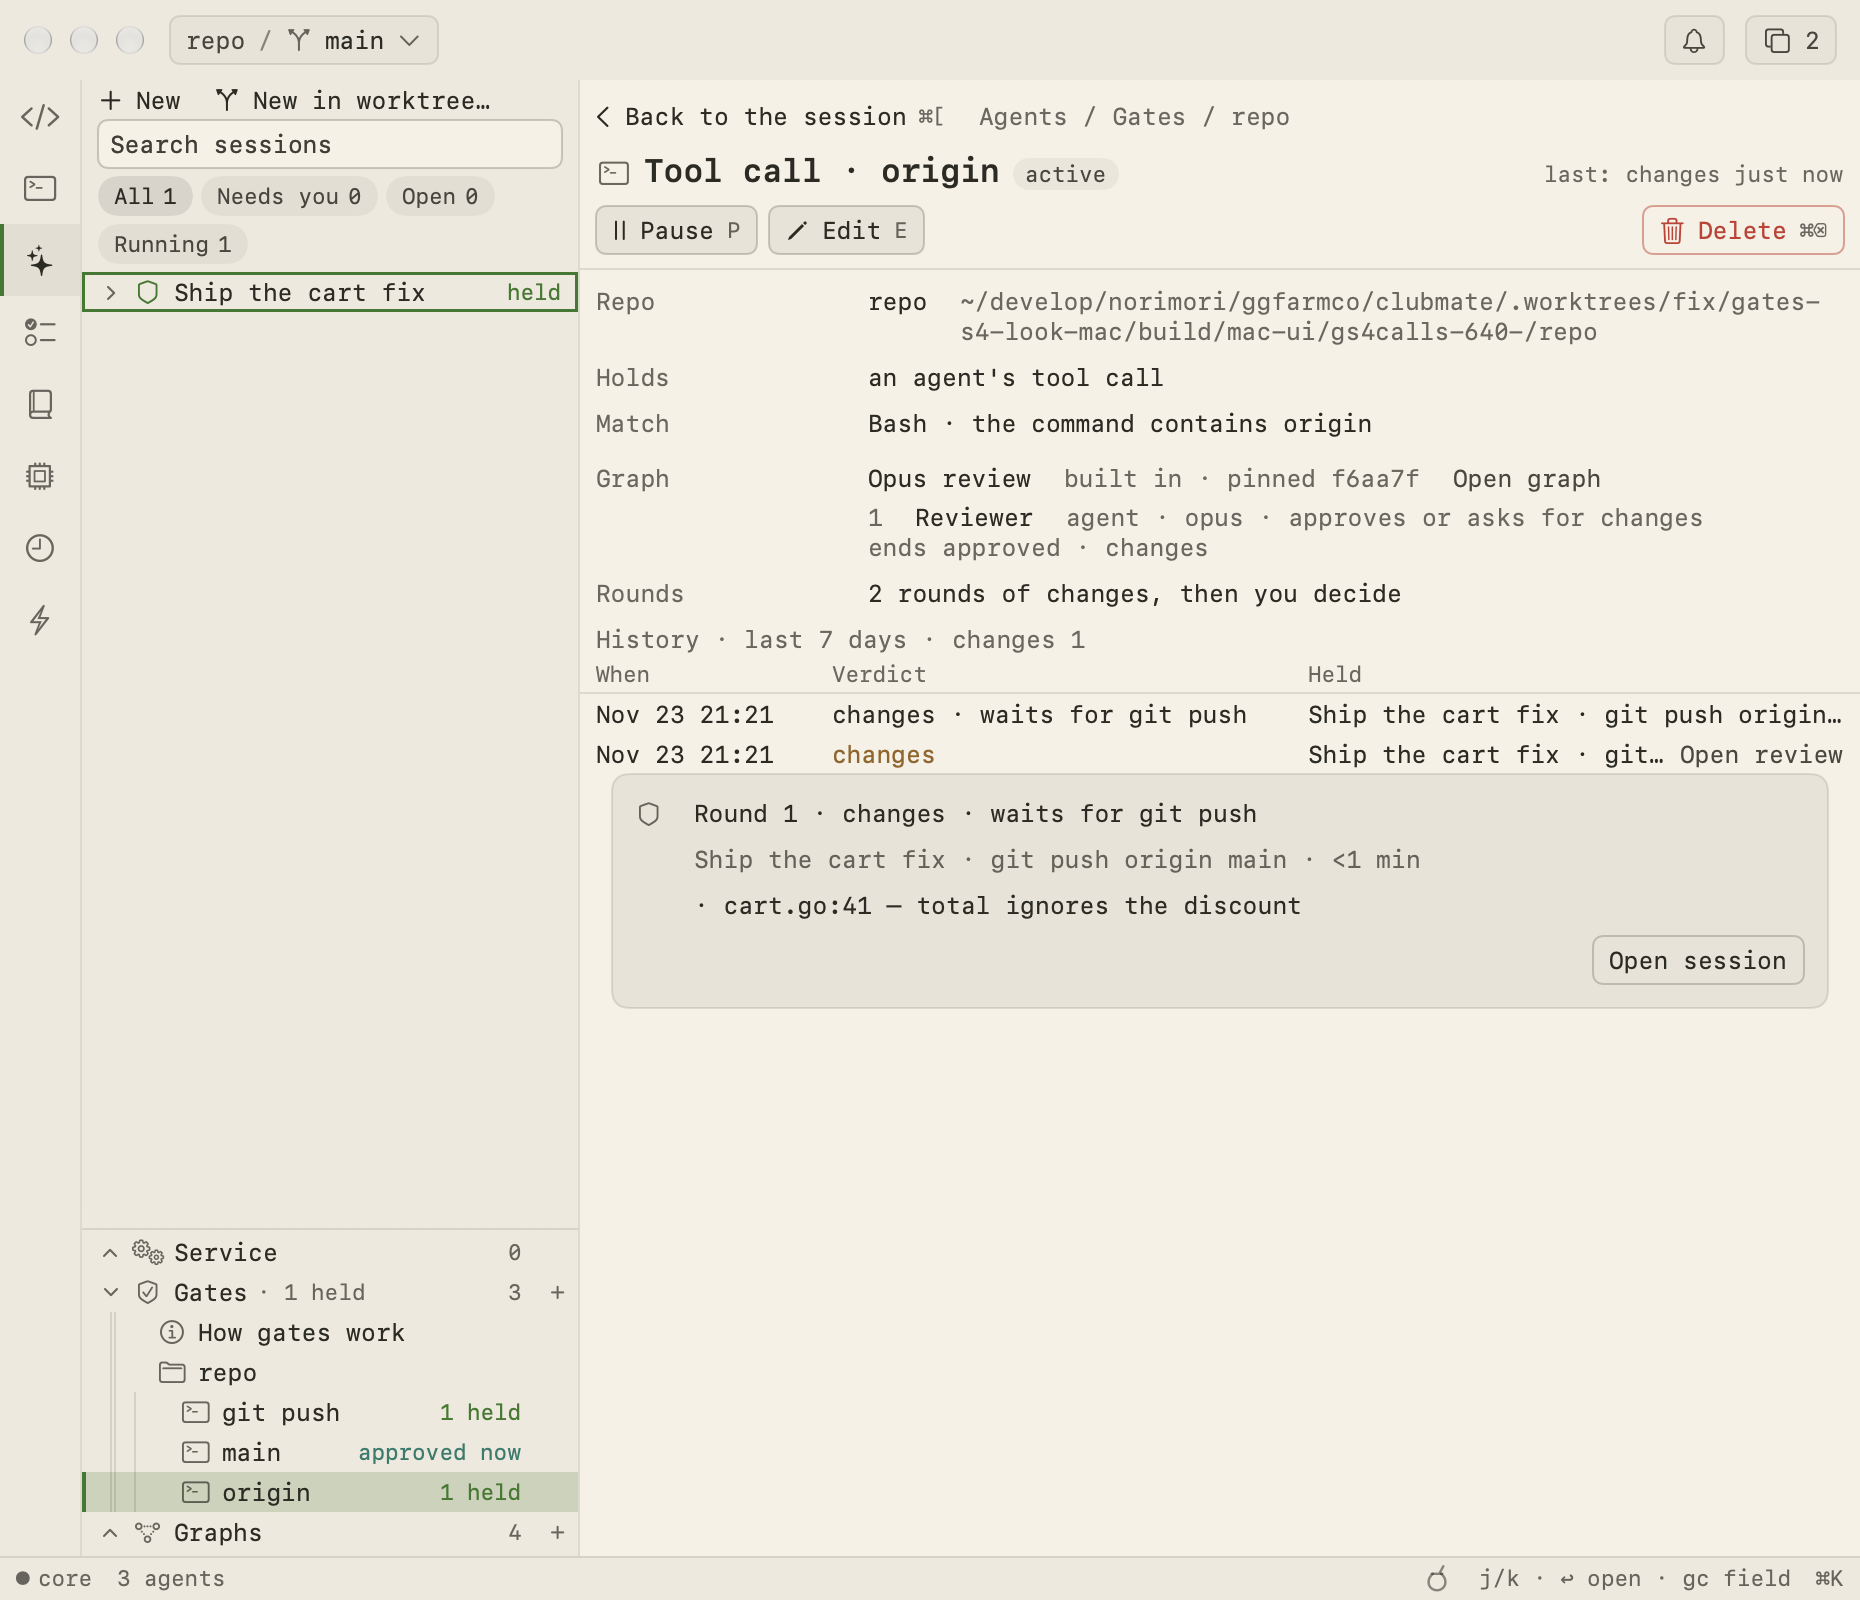 repo / main
2
New New in worktree…
Search sessions
All 1 Needs you 0 Open 0
Running 1
Ship the cart fix held
Service 0
Gates · 1 held 3 +
How gates work
repo
git push 1 held
main approved now
origin 1 held
Graphs 4 +
Back to the session ⌘[ Agents / Gates / repo
Tool call · origin active last: changes just now
Pause P Edit E Delete ⌘⌫
Repo repo ~/develop/norimori/ggfarmco/clubmate/.worktrees/fix/gates-
s4-look-mac/build/mac-ui/gs4calls-640-/repo
Holds an agent's tool call
Match Bash · the command contains origin
Graph Opus review built in · pinned f6aa7f Open graph
1 Reviewer agent · opus · approves or asks for changes
ends approved · changes
Rounds 2 rounds of changes, then you decide
History · last 7 days · changes 1
When Verdict Held
Nov 23 21:21 changes · waits for git push Ship the cart fix · git push origin…
Nov 23 21:21 changes Ship the cart fix · git… Open review
Round 1 · changes · waits for git push
Ship the cart fix · git push origin main · <1 min
· cart.go:41 — total ignores the discount
Open session
core 3 agents j/k · ↩ open · gc field ⌘K